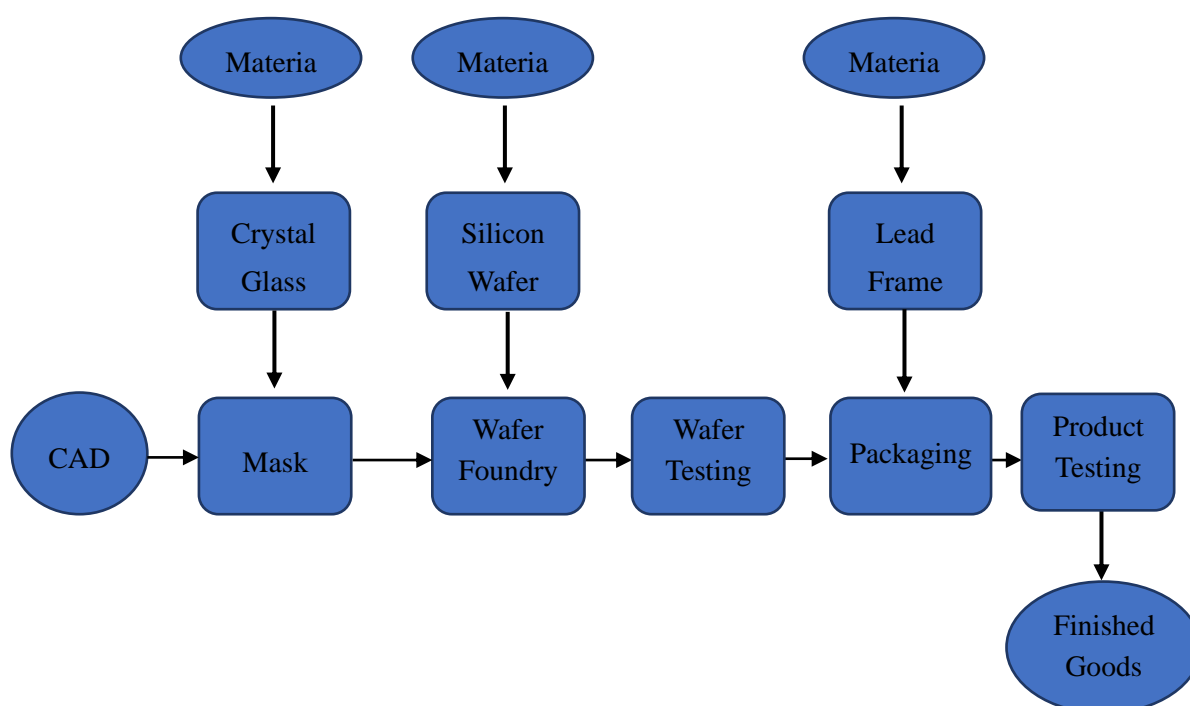 Materia
Materia
Materia
Crystal
Glass
Silicon
Wafer
Lead
Frame
CAD
Mask
Wafer
Foundry
Wafer
Testing
Packaging
Product
Testing
Finished
Goods